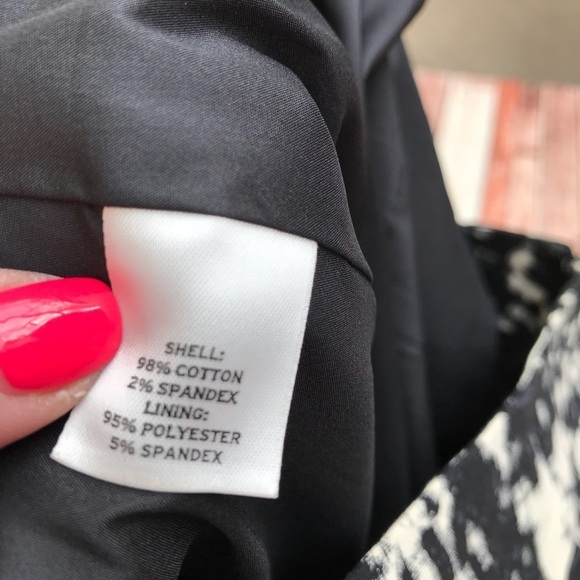 SHELL:
98% COTTON
2% SPANDEX
LINING:
95% POLYESTER
5% SPANDEX